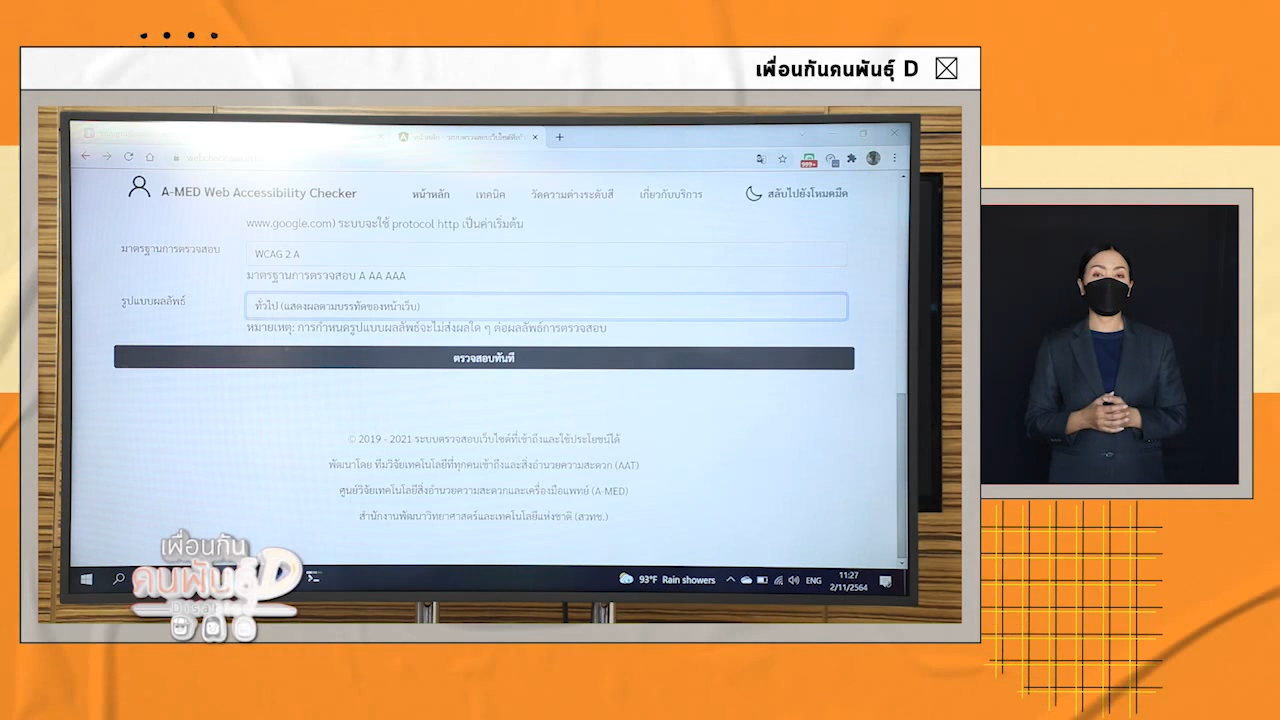 เพื่อนกันคนพันธุ์ D
A-MED Web Accessibility Checker
หน้าหลัก
เทคนิค
วัดความต่างระดับสี
เกี่ยวกับบริการ
สลับไปยังโหมดมืด
www.google.com) ระบบจะใช้ protocol http เป็นค่าเริ่มต้น
มาตรฐานการตรวจสอบ
WCAG 2 A
มาตรฐานการตรวจสอบ A AA AAA
รูปแบบผลลัพธ์
ทั่วไป (แสดงผลตามบรรทัดของหน้าเว็บ)
หมายเหตุ: การกำหนดรูปแบบผลลัพธ์จะไม่ส่งผลใด ๆ ต่อผลลัพธ์การตรวจสอบ
ตรวจสอบทันที
© 2019 - 2021 ระบบตรวจสอบเว็บไซต์ที่เข้าถึงและใช้ประโยชน์ได้
พัฒนาโดย ทีมวิจัยเทคโนโลยีที่ทุกคนเข้าถึงและสิ่งอำนวยความสะดวก (AAT)
ศูนย์วิจัยเทคโนโลยีสิ่งอำนวยความสะดวกและเครื่องมือแพทย์ (A-MED)
สำนักงานพัฒนาวิทยาศาสตร์และเทคโนโลยีแห่งชาติ (สวทช.)
เพื่อนกัน
คนพันธุ์ D
93°F Rain showers
ENG
11:27
2/11/2564